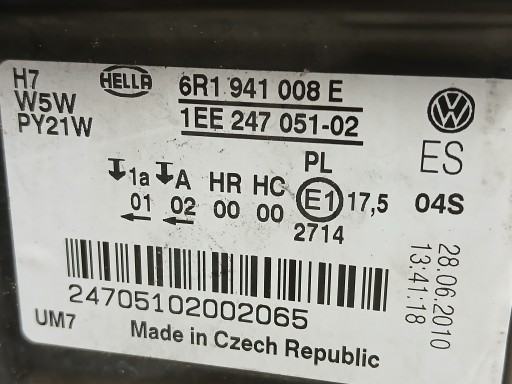 H7
W5W
PY21W
HELLA
6R1 941 008 E
1EE 247 051-02
ES
PL
1a A HR HC E1 17,5 04S
01 02 00 00
2714
28.06.2010
13:41:18
24705102002065
UM7
Made in Czech Republic